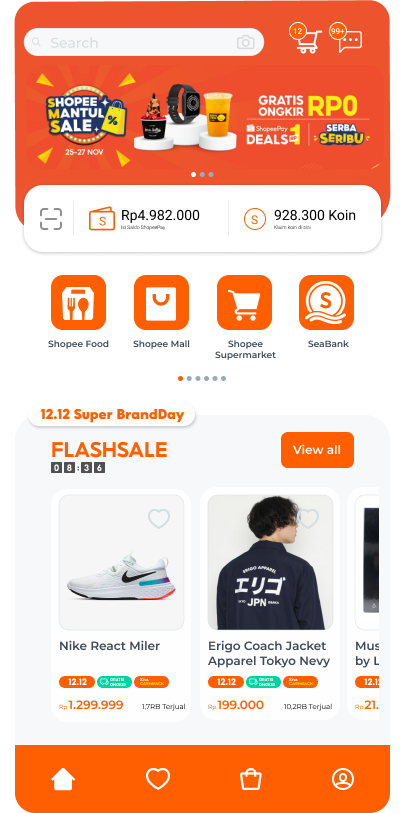 12
99+
Search
SHOPEE
MANTUL
SALE
25-27 NOV
GRATIS
ONGKIR RP0
ShopeePay
DEALS 1
SERBA
SERIBU
Rp4.982.000
Isi Saldo ShopeePay
S
928.300 Koin
Klaim koin di sini
Shopee Food
Shopee Mall
Shopee
Supermarket
SeaBank
12.12 Super BrandDay
FLASHSALE
08:36
View all
ERIGO APPAREL
エリゴ
JPN
Nike React Miler
12.12 GRATIS ONGKIR CASHBACK
Rp 1.299.999 1,7RB Terjual
Erigo Coach Jacket
Apparel Tokyo Nevy
12.12 GRATIS ONGKIR CASHBACK
Rp 199.000 10,2RB Terjual
Mus
by L
12.1
Rp 21.